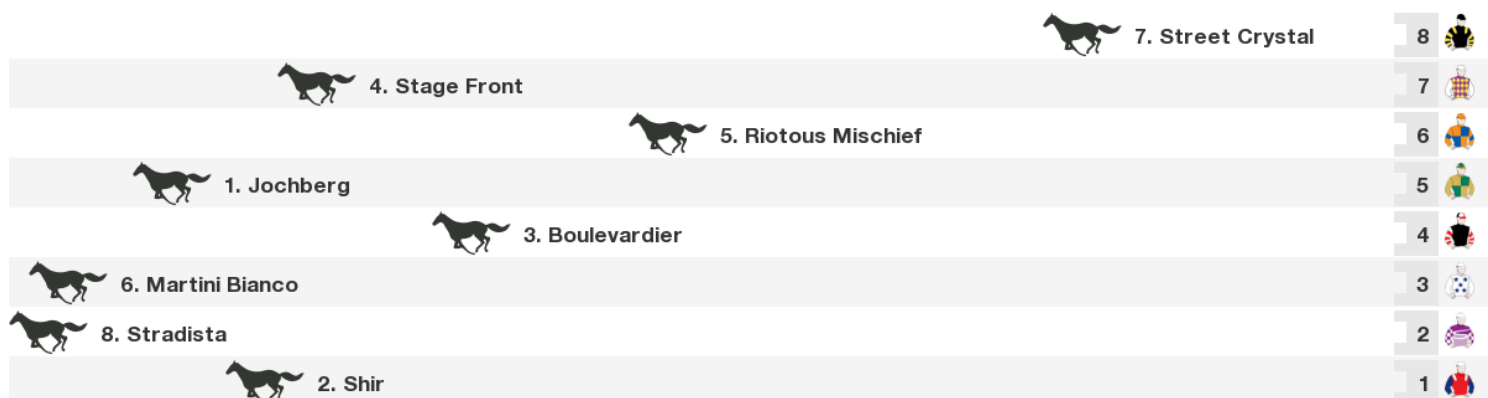 7. Street Crystal 8
4. Stage Front 7
5. Riotous Mischief 6
1. Jochberg 5
3. Boulevardier 4
6. Martini Bianco 3
8. Stradista 2
2. Shir 1